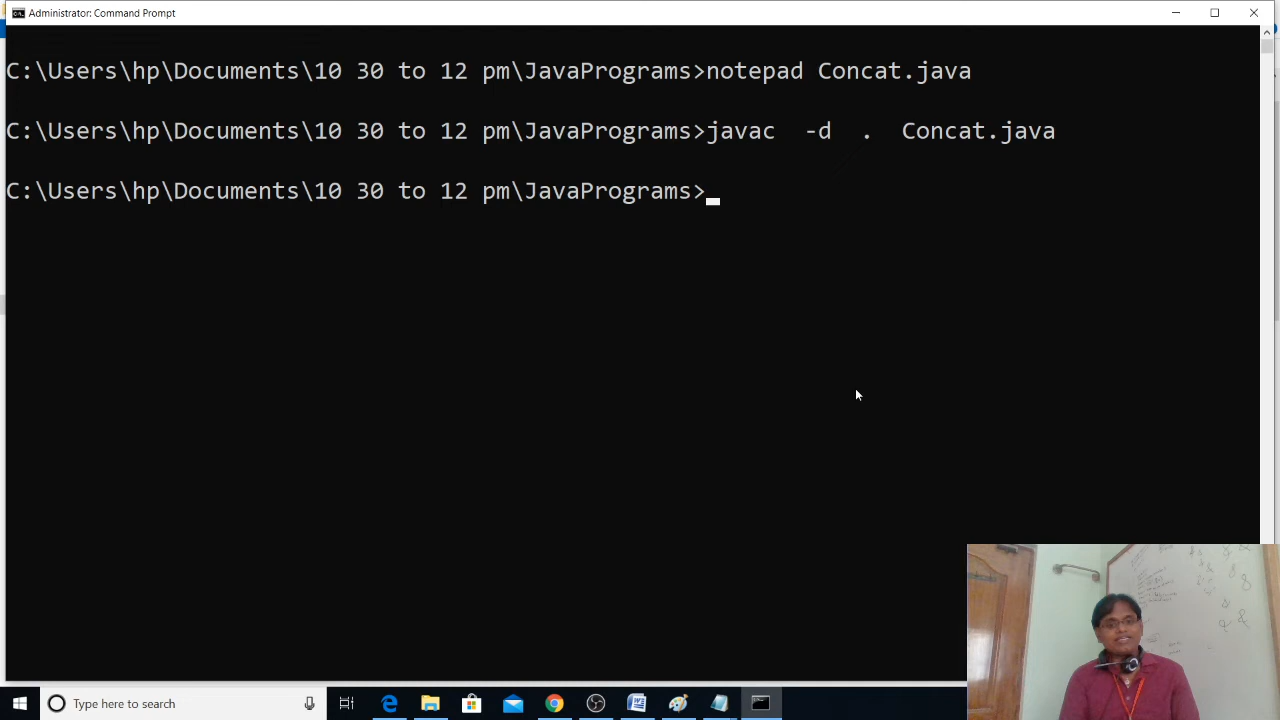 Administrator: Command Prompt
C:\Users\hp\Documents\10 30 to 12 pm\JavaPrograms>notepad Concat.java
C:\Users\hp\Documents\10 30 to 12 pm\JavaPrograms>javac  -d  .  Concat.java
C:\Users\hp\Documents\10 30 to 12 pm\JavaPrograms>
Type here to search